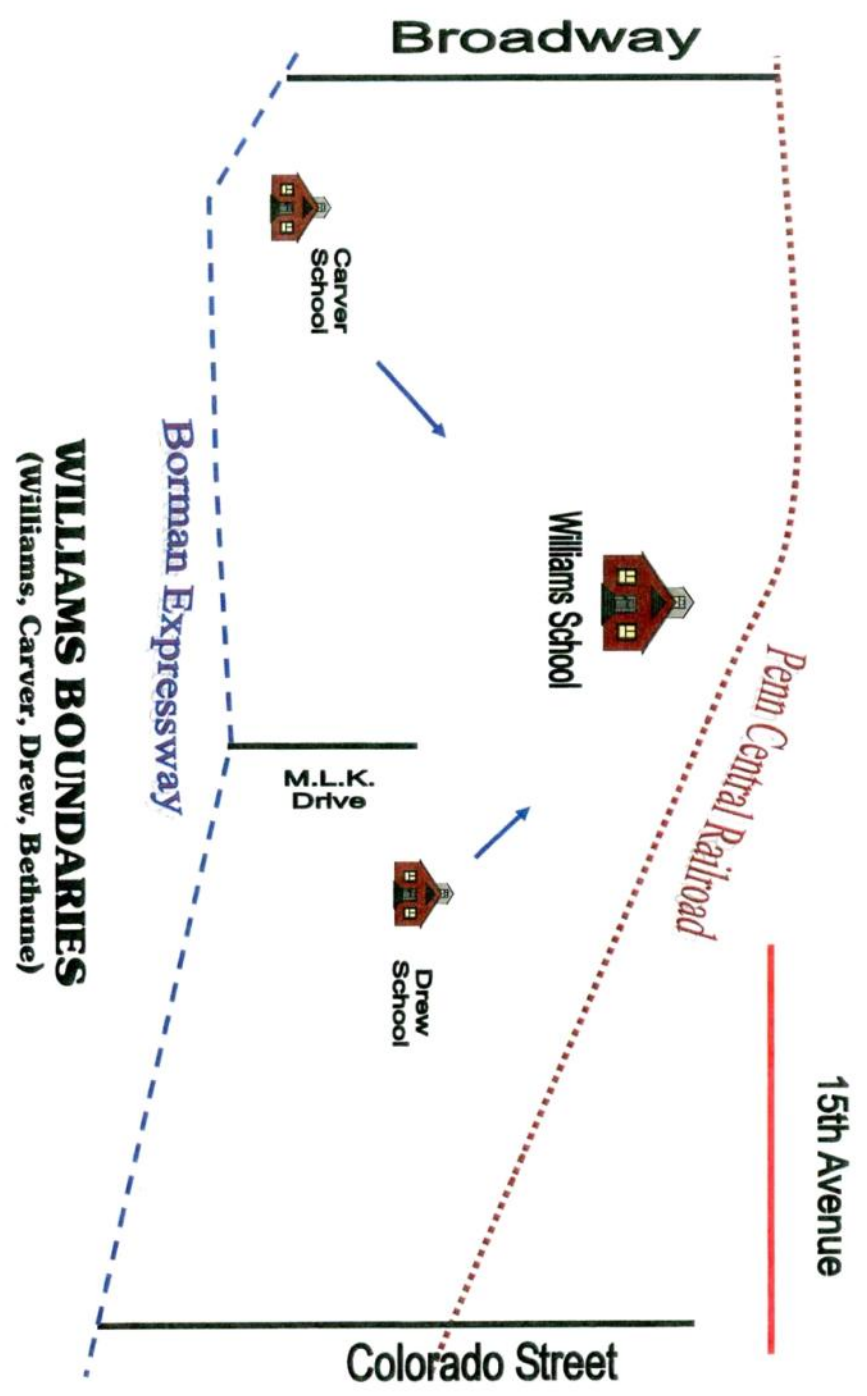 Broadway
15th Avenue
Penn Central Railroad
Williams School
Carver
School
M.L.K.
Drive
Drew
School
Colorado Street
Borman Expressway
WILLIAMS BOUNDARIES
(Williams, Carver, Drew, Bethune)